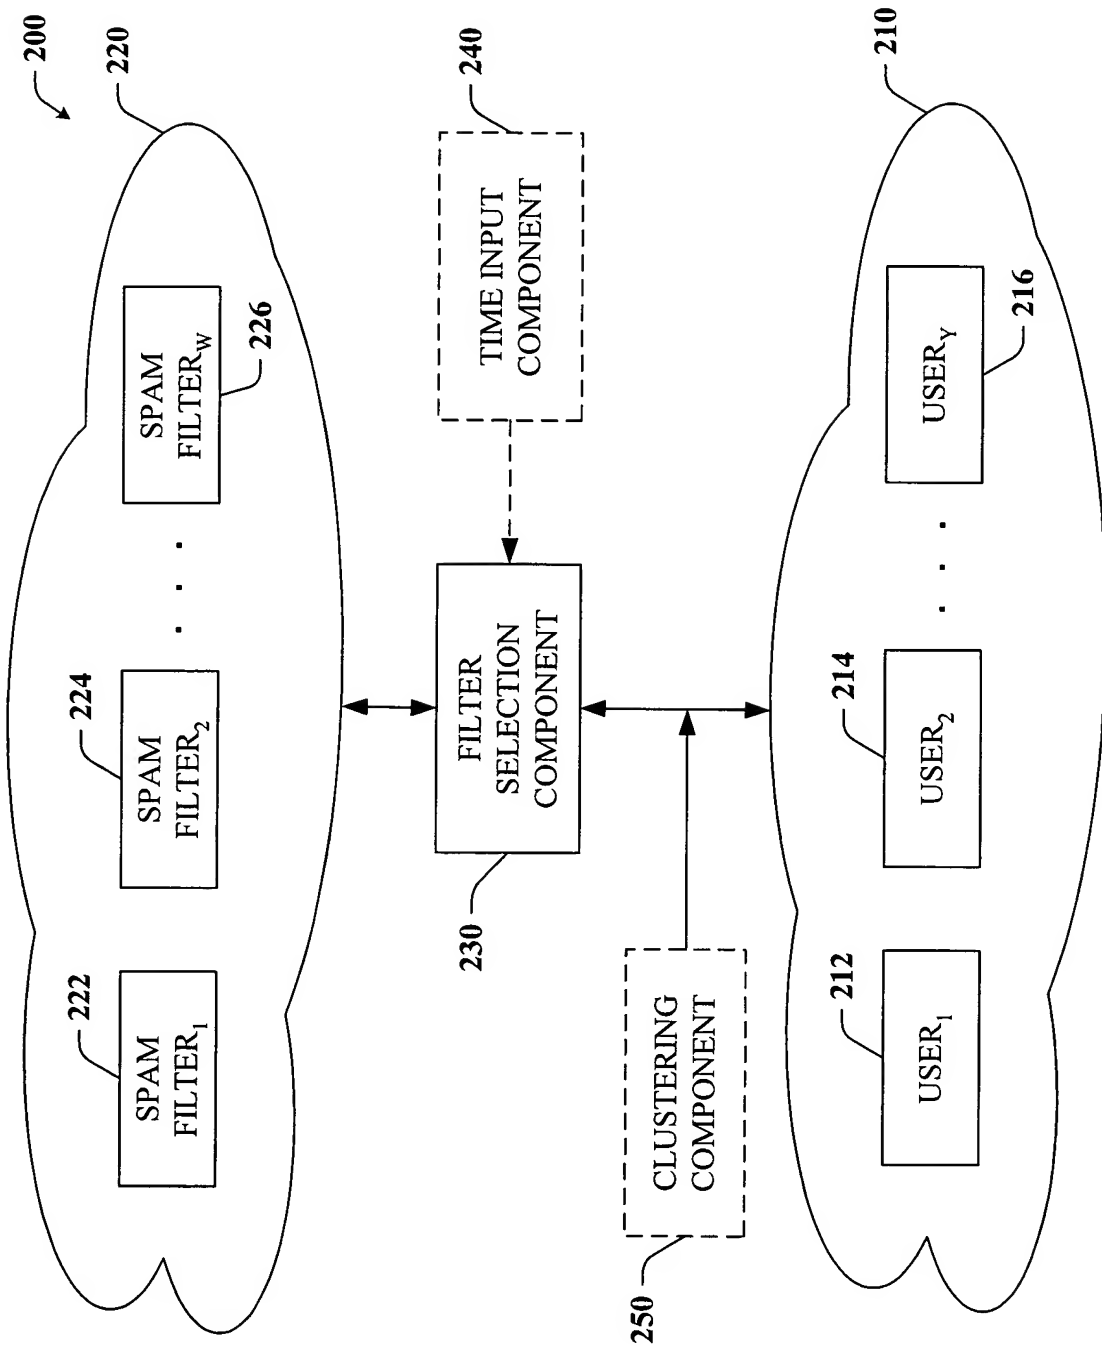 200
220
222
SPAM
FILTER1
224
SPAM
FILTER2
. . .
SPAM
FILTERW
226
230
FILTER
SELECTION
COMPONENT
240
TIME INPUT
COMPONENT
250
CLUSTERING
COMPONENT
210
212
USER1
214
USER2
. . .
USERY
216